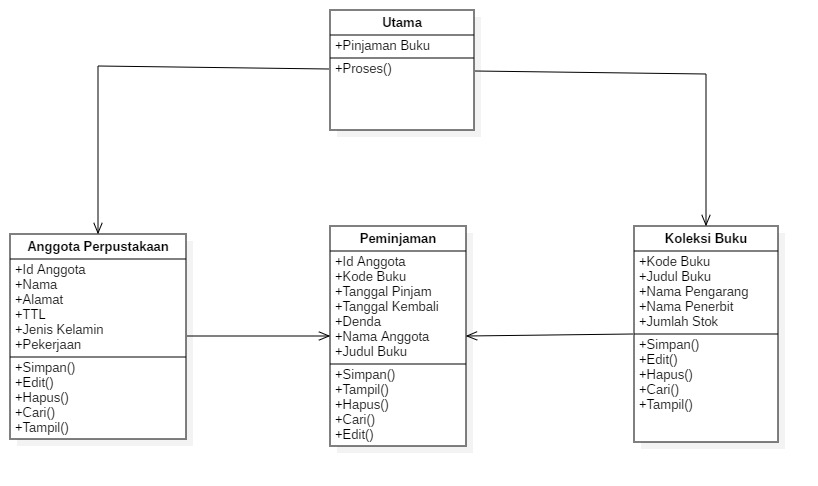 Utama
+Pinjaman Buku
+Proses()
Anggota Perpustakaan
+Id Anggota
+Nama
+Alamat
+TTL
+Jenis Kelamin
+Pekerjaan
+Simpan()
+Edit()
+Hapus()
+Cari()
+Tampil()
Peminjaman
+Id Anggota
+Kode Buku
+Tanggal Pinjam
+Tanggal Kembali
+Denda
+Nama Anggota
+Judul Buku
+Simpan()
+Tampil()
+Hapus()
+Cari()
+Edit()
Koleksi Buku
+Kode Buku
+Judul Buku
+Nama Pengarang
+Nama Penerbit
+Jumlah Stok
+Simpan()
+Edit()
+Hapus()
+Cari()
+Tampil()